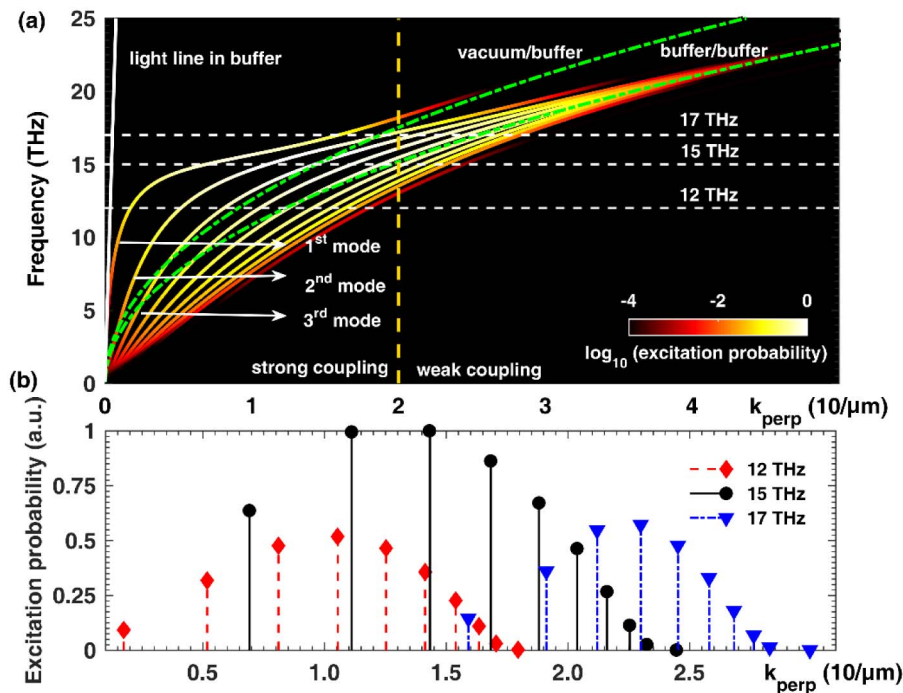 (a)
25
light line in buffer
vacuum/buffer
buffer/buffer
20
17 THz
15
15 THz
12 THz
Frequency (THz)
10
1st mode
2nd mode
5
3rd mode
-4 -2 0
log10 (excitation probability)
strong coupling weak coupling
0
0 1 2 3 4 kperp (10/μm)
(b)
1
12 THz
0.75
15 THz
17 THz
0.5
0.25
0
Excitation probability (a.u.)
0.5 1.0 1.5 2.0 2.5 kperp (10/μm)